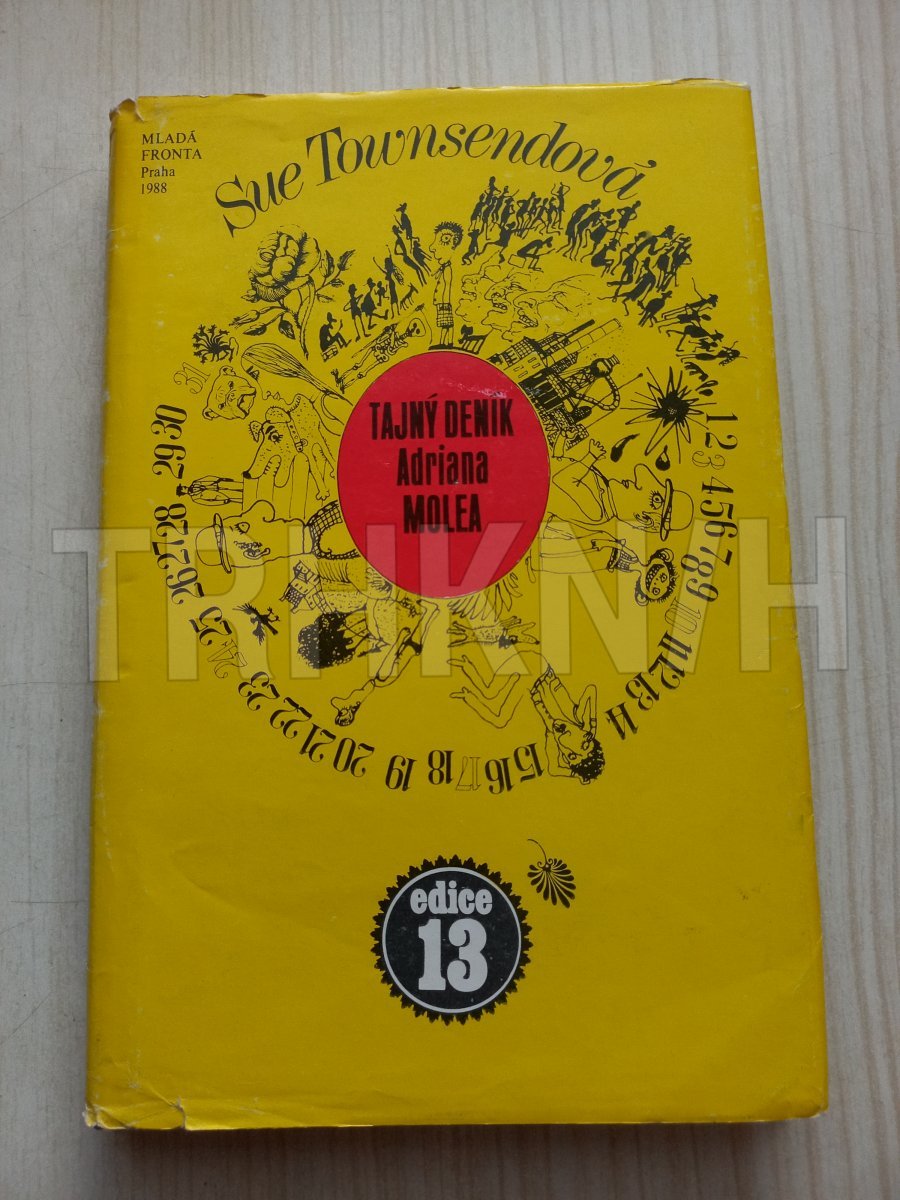 MLADÁ
FRONTA
Praha
1988
Sue Townsendová
TAJNÝ DENIK
Adriana
MOLEA
1 2 3 4 5 6 7 8 9 10 11 12 13 14 15 16 17 18 19 20 21 22 23 24 25 26 27 28 29 30 31
edice
13
TRHKNIH